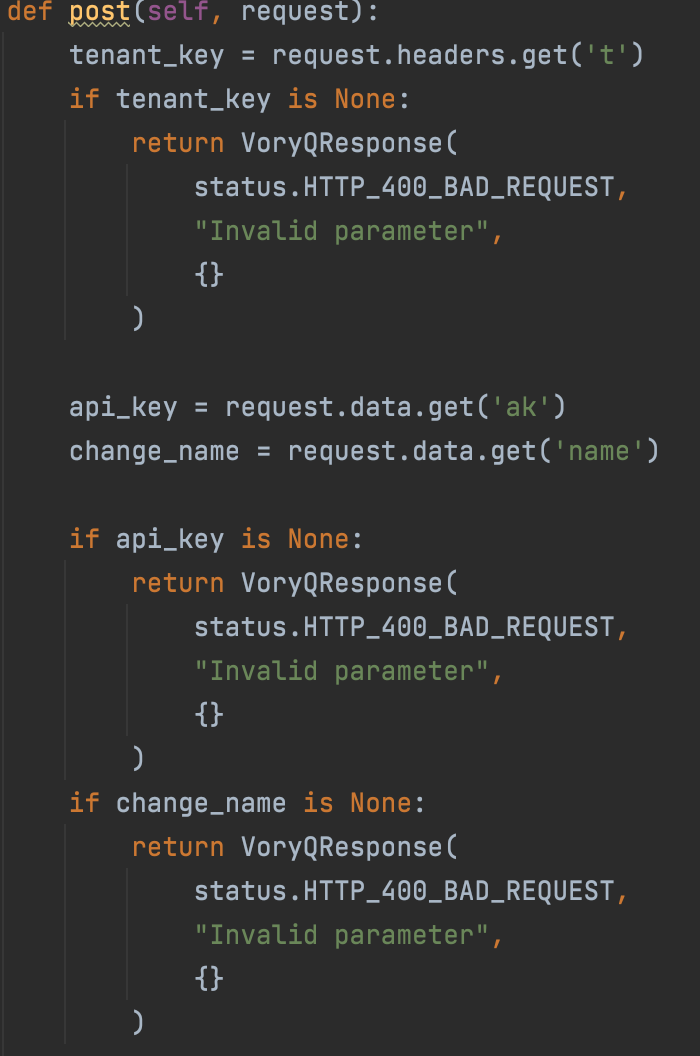 def post(self, request):
    tenant_key = request.headers.get('t')
    if tenant_key is None:
        return VoryQResponse(
            status.HTTP_400_BAD_REQUEST,
            "Invalid parameter",
            {}
        )

    api_key = request.data.get('ak')
    change_name = request.data.get('name')

    if api_key is None:
        return VoryQResponse(
            status.HTTP_400_BAD_REQUEST,
            "Invalid parameter",
            {}
        )
    if change_name is None:
        return VoryQResponse(
            status.HTTP_400_BAD_REQUEST,
            "Invalid parameter",
            {}
        )